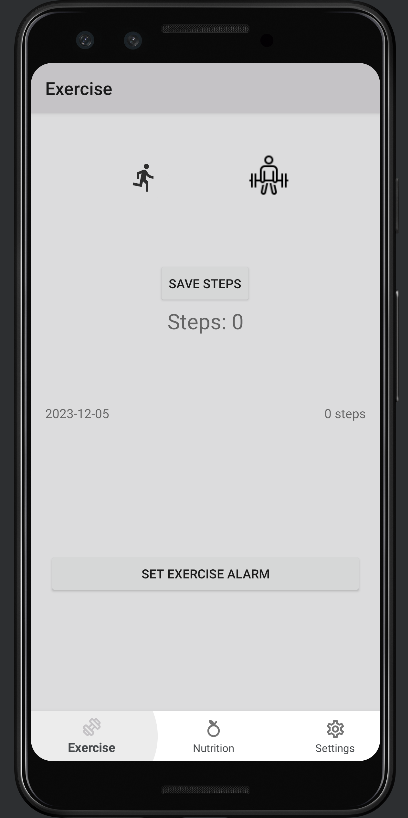 Exercise
SAVE STEPS
Steps: 0
2023-12-05 0 steps
SET EXERCISE ALARM
Exercise Nutrition Settings